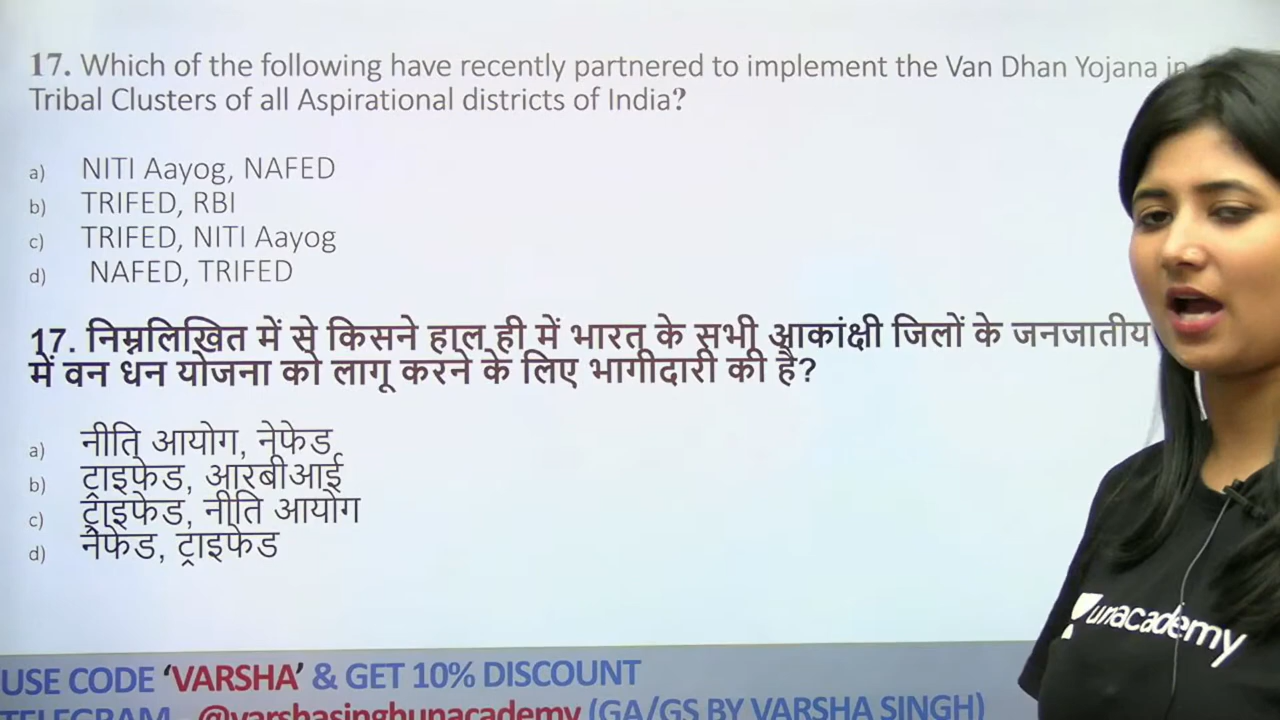 17. Which of the following have recently partnered to implement the Van Dhan Yojana in
Tribal Clusters of all Aspirational districts of India?
a) NITI Aayog, NAFED
b) TRIFED, RBI
c) TRIFED, NITI Aayog
d) NAFED, TRIFED
17. निम्नलिखित में से किसने हाल ही में भारत के सभी आकांक्षी जिलों के जनजातीय
में वन धन योजना को लागू करने के लिए भागीदारी की है?
a) नीति आयोग, नेफेड
b) ट्राइफेड, आरबीआई
c) ट्राइफेड, नीति आयोग
d) नेफेड, ट्राइफेड
unacademy
USE CODE ‘VARSHA’ & GET 10% DISCOUNT
TELEGRAM - @varshasinghunacademy (GA/GS BY VARSHA SINGH)